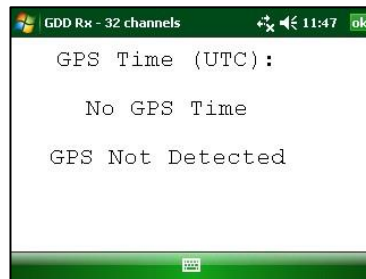 GDD Rx - 32 channels 11:47 ok
GPS Time (UTC):
No GPS Time
GPS Not Detected